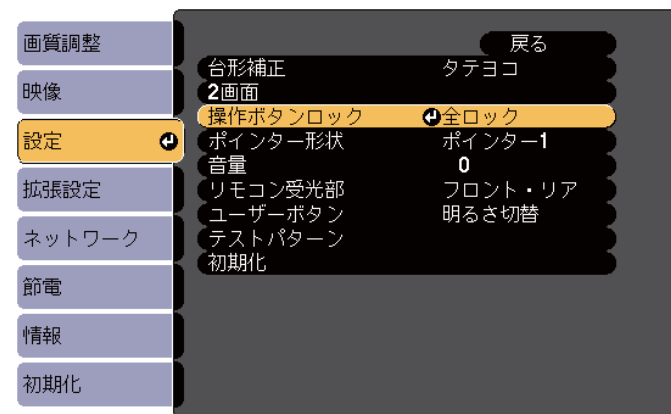 画質調整
映像
設定
拡張設定
ネットワーク
節電
情報
初期化
戻る
台形補正 タテヨコ
2画面
操作ボタンロック 全ロック
ポインター形状 ポインター1
音量 0
リモコン受光部 フロント・リア
ユーザーボタン 明るさ切替
テストパターン
初期化